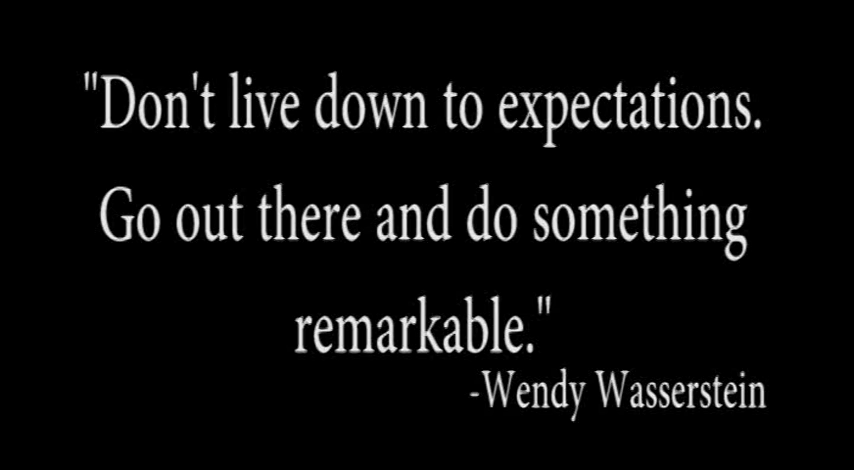 "Don't live down to expectations.
Go out there and do something
remarkable."
-Wendy Wasserstein